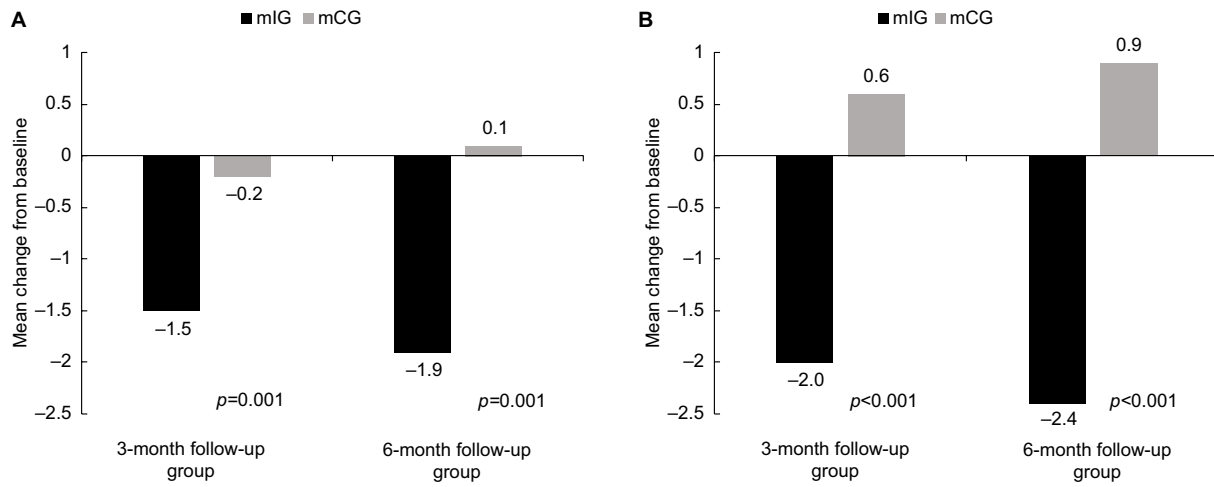 A
mIG mCG
Mean change from baseline
1
0.5
0
–0.5
–1
–1.5
–2
–2.5
–1.5
–0.2
–1.9
0.1
p=0.001
p=0.001
3-month follow-up
group
6-month follow-up
group
B
mIG mCG
Mean change from baseline
1
0.5
0
–0.5
–1
–1.5
–2
–2.5
–2.0
0.6
–2.4
0.9
p<0.001
p<0.001
3-month follow-up
group
6-month follow-up
group